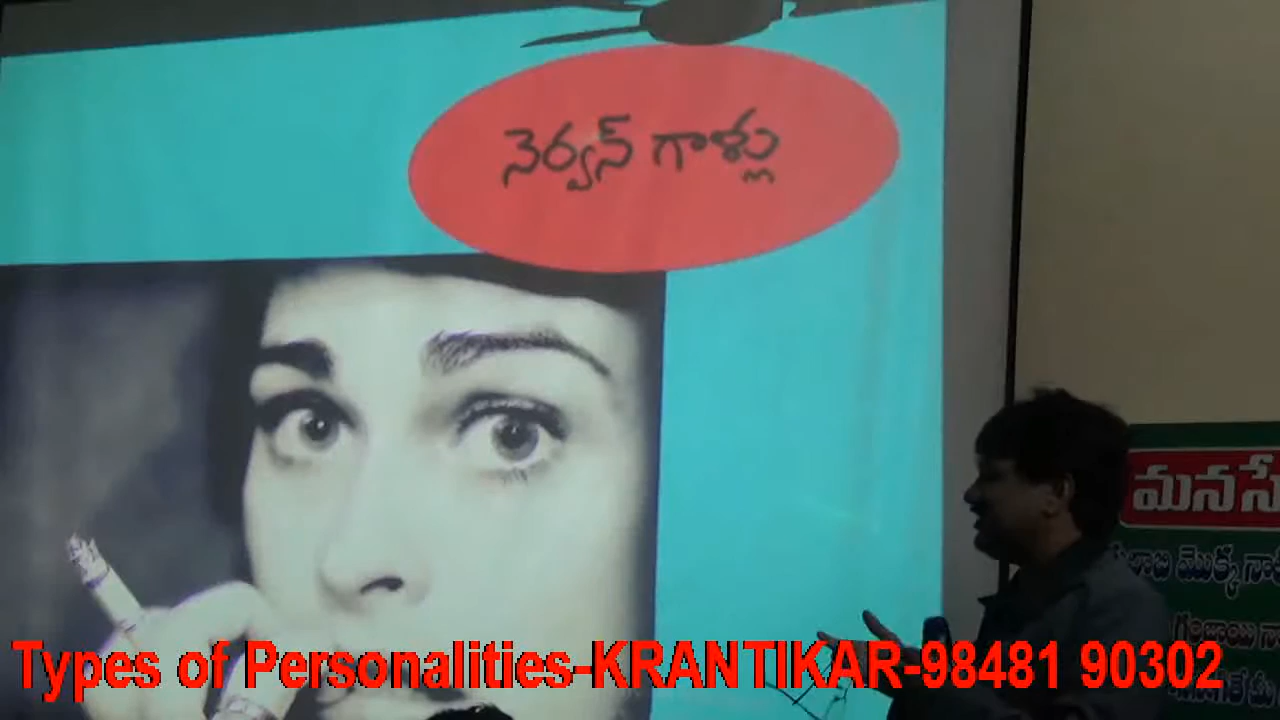 నెర్వస్ గాళ్లు
మనసే
మొక్క నా
Types of Personalities-KRANTIKAR-98481 90302